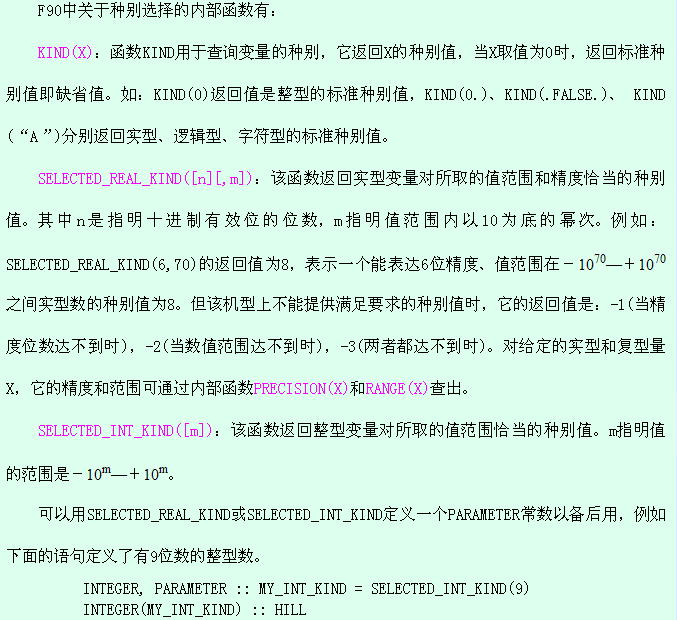 F90中关于种别选择的内部函数有：
KIND(X)：函数KIND用于查询变量的种别，它返回X的种别值，当X取值为0时，返回标准种
别值即缺省值。如：KIND(0)返回值是整型的标准种别值，KIND(0.)、KIND(.FALSE.)、 KIND
(“A ”)分别返回实型、逻辑型、字符型的标准种别值。
SELECTED_REAL_KIND([n][,m])：该函数返回实型变量对所取的值范围和精度恰当的种别
值。其中n是指明十进制有效位的位数，m指明值范围内以10为底的幂次。例如：
SELECTED_REAL_KIND(6,70)的返回值为8，表示一个能表达6位精度、值范围在－10⁷⁰—＋10⁷⁰
之间实型数的种别值为8。但该机型上不能提供满足要求的种别值时，它的返回值是：-1(当精
度位数达不到时)，-2(当数值范围达不到时)，-3(两者都达不到时)。对给定的实型和复型量
X，它的精度和范围可通过内部函数PRECISION(X)和RANGE(X)查出。
SELECTED_INT_KIND([m])：该函数返回整型变量对所取的值范围恰当的种别值。m指明值
的范围是－10ᵐ—＋10ᵐ。
可以用SELECTED_REAL_KIND或SELECTED_INT_KIND定义一个PARAMETER常数以备后用，例如
下面的语句定义了有9位数的整型数。
INTEGER, PARAMETER :: MY_INT_KIND = SELECTED_INT_KIND(9)
INTEGER(MY_INT_KIND) :: HILL